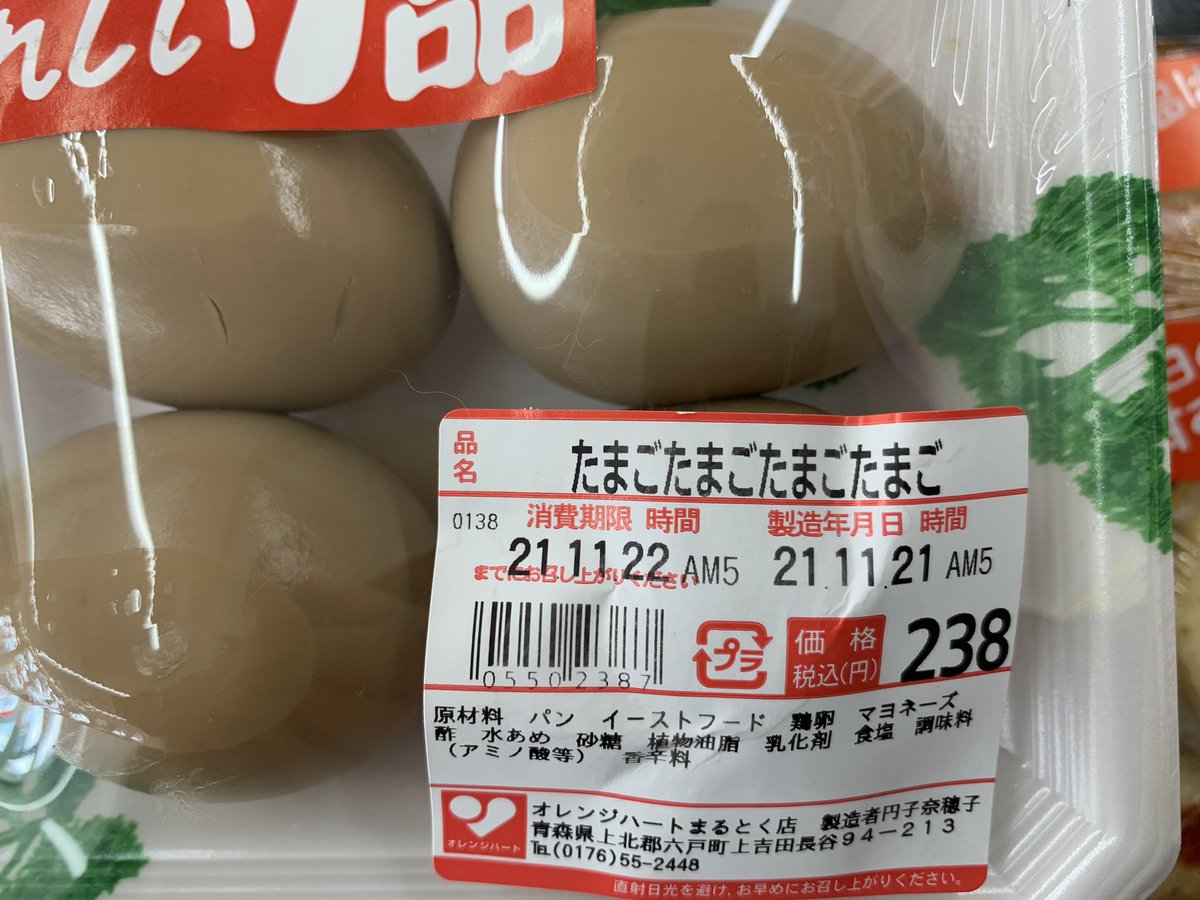 んしい1品
品名 たまごたまごたまごたまご
0138 消費期限 時間 製造年月日 時間
21.11.22 AM5 21.11.21 AM5
までにお召し上がりください
05502387
プラ
価格
税込(円)
238
原材料 パン イーストフード 鶏卵 マヨネーズ
酢 水あめ 砂糖 植物油脂 乳化剤 食塩 調味料
(アミノ酸等) 香辛料
オレンジハート
オレンジハートまるとく店 製造者円子奈穂子
青森県上北郡六戸町上吉田長谷94-213
℡(0176)55-2448
直射日光を避け、お早めにお召し上がりください。